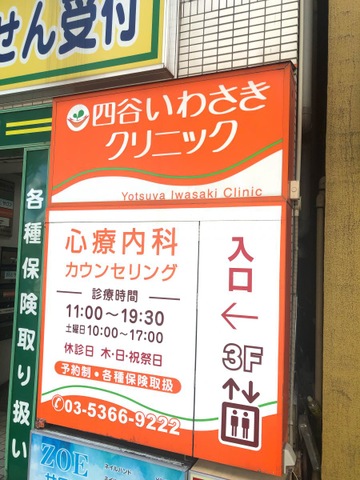 せん受付
四谷いわさき
クリニック
Yotsuya Iwasaki Clinic
心療内科
カウンセリング
診療時間
11:00～19:30
土曜日10:00～17:00
休診日 木・日・祝祭日
予約制・各種保険取扱
03-5366-9222
入口
←
3F
↑↓
各種保険取り扱い
ZOE